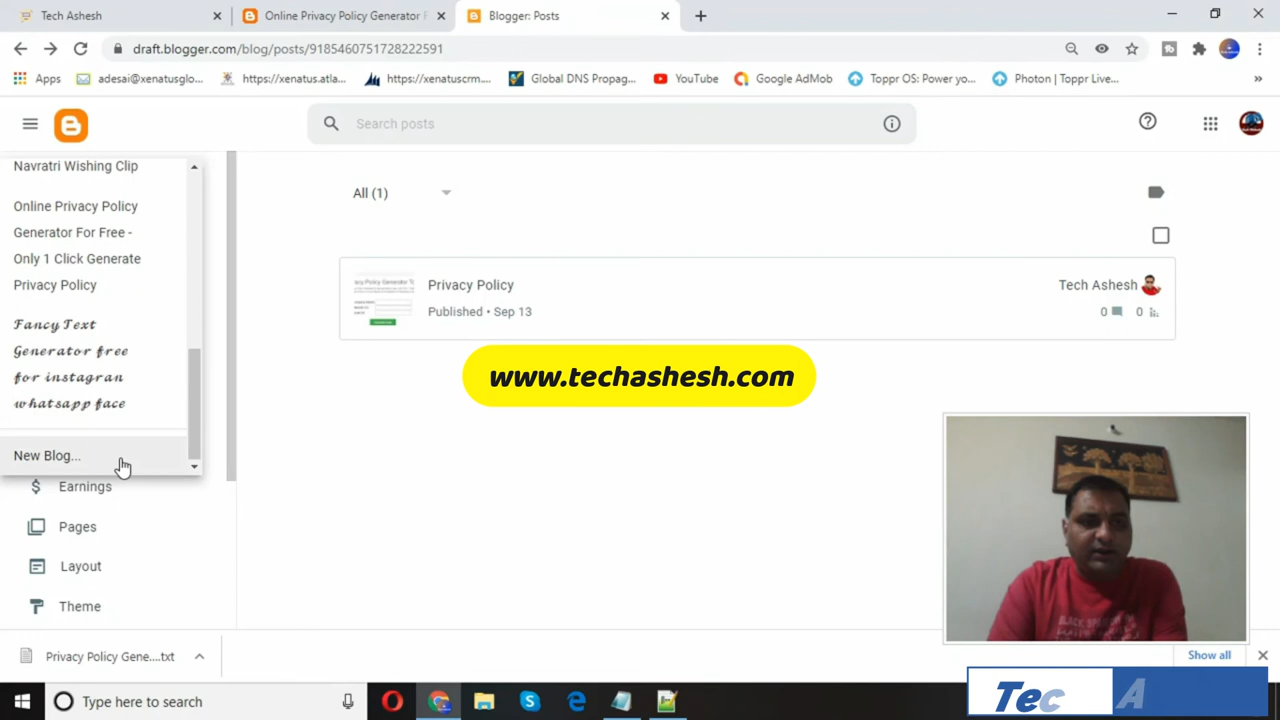 Tech Ashesh
Online Privacy Policy Generator F
Blogger: Posts
draft.blogger.com/blog/posts/9185460751728222591
Apps
adesai@xenatusglo...
https://xenatus.atla...
https://xenatuscrm....
Global DNS Propag...
YouTube
Google AdMob
Toppr OS: Power yo...
Photon | Toppr Live...
Search posts
Navratri Wishing Clip
Online Privacy Policy
Generator For Free -
Only 1 Click Generate
Privacy Policy
𝓕𝓪𝓷𝓬𝔂 𝓣𝓮𝔁𝓽
𝓖𝓮𝓷𝓮𝓻𝓪𝓽𝓸𝓻 𝓯𝓻𝓮𝓮
𝓯𝓸𝓻 𝓲𝓷𝓼𝓽𝓪𝓰𝓻𝓪𝓷
𝔀𝓱𝓪𝓽𝓼𝓪𝓹𝓹 𝓯𝓪𝓬𝓮
New Blog...
Earnings
Pages
Layout
Theme
All (1)
Privacy Policy
Published • Sep 13
Tech Ashesh
0
0
www.techashesh.com
Privacy Policy Gene....txt
Show all
Type here to search
Tec A